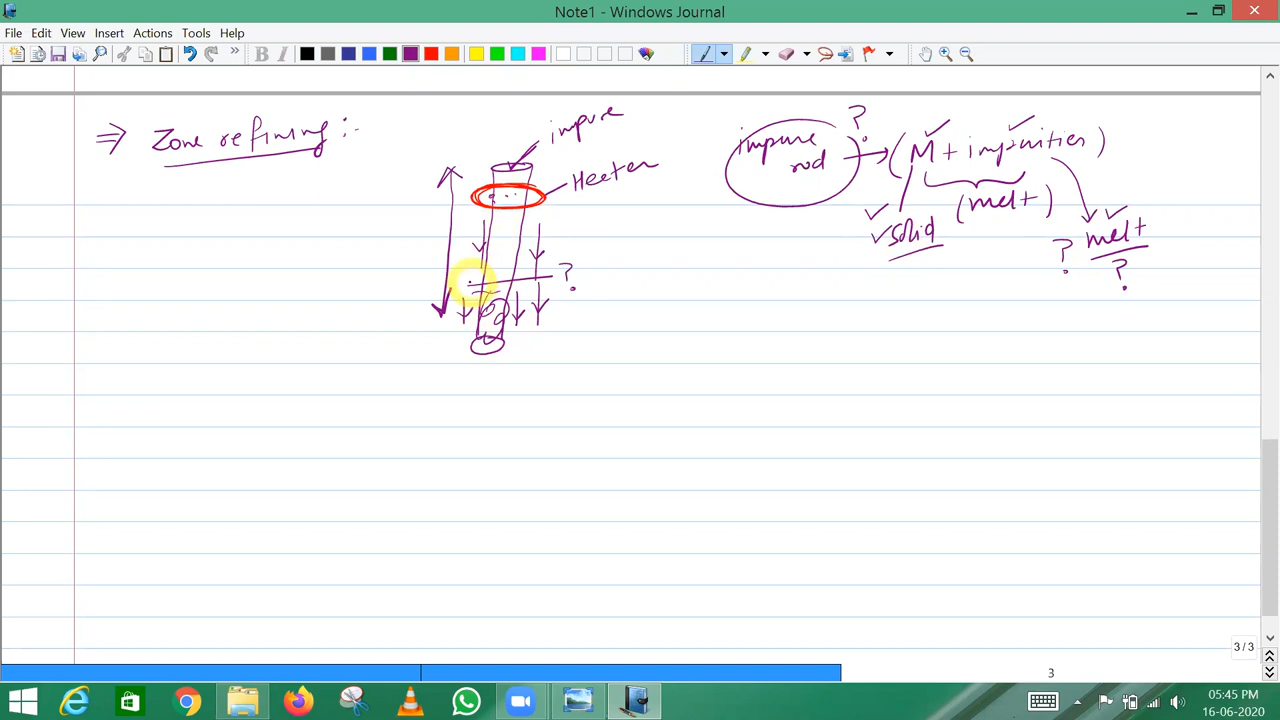 Note1 - Windows Journal
File Edit View Insert Actions Tools Help
B I
⇒ Zone refining :-
impure
Heater
?
impure rod → (M + impurities)
?
(melt)
solid
? melt
?
3/3
3
05:45 PM
16-06-2020